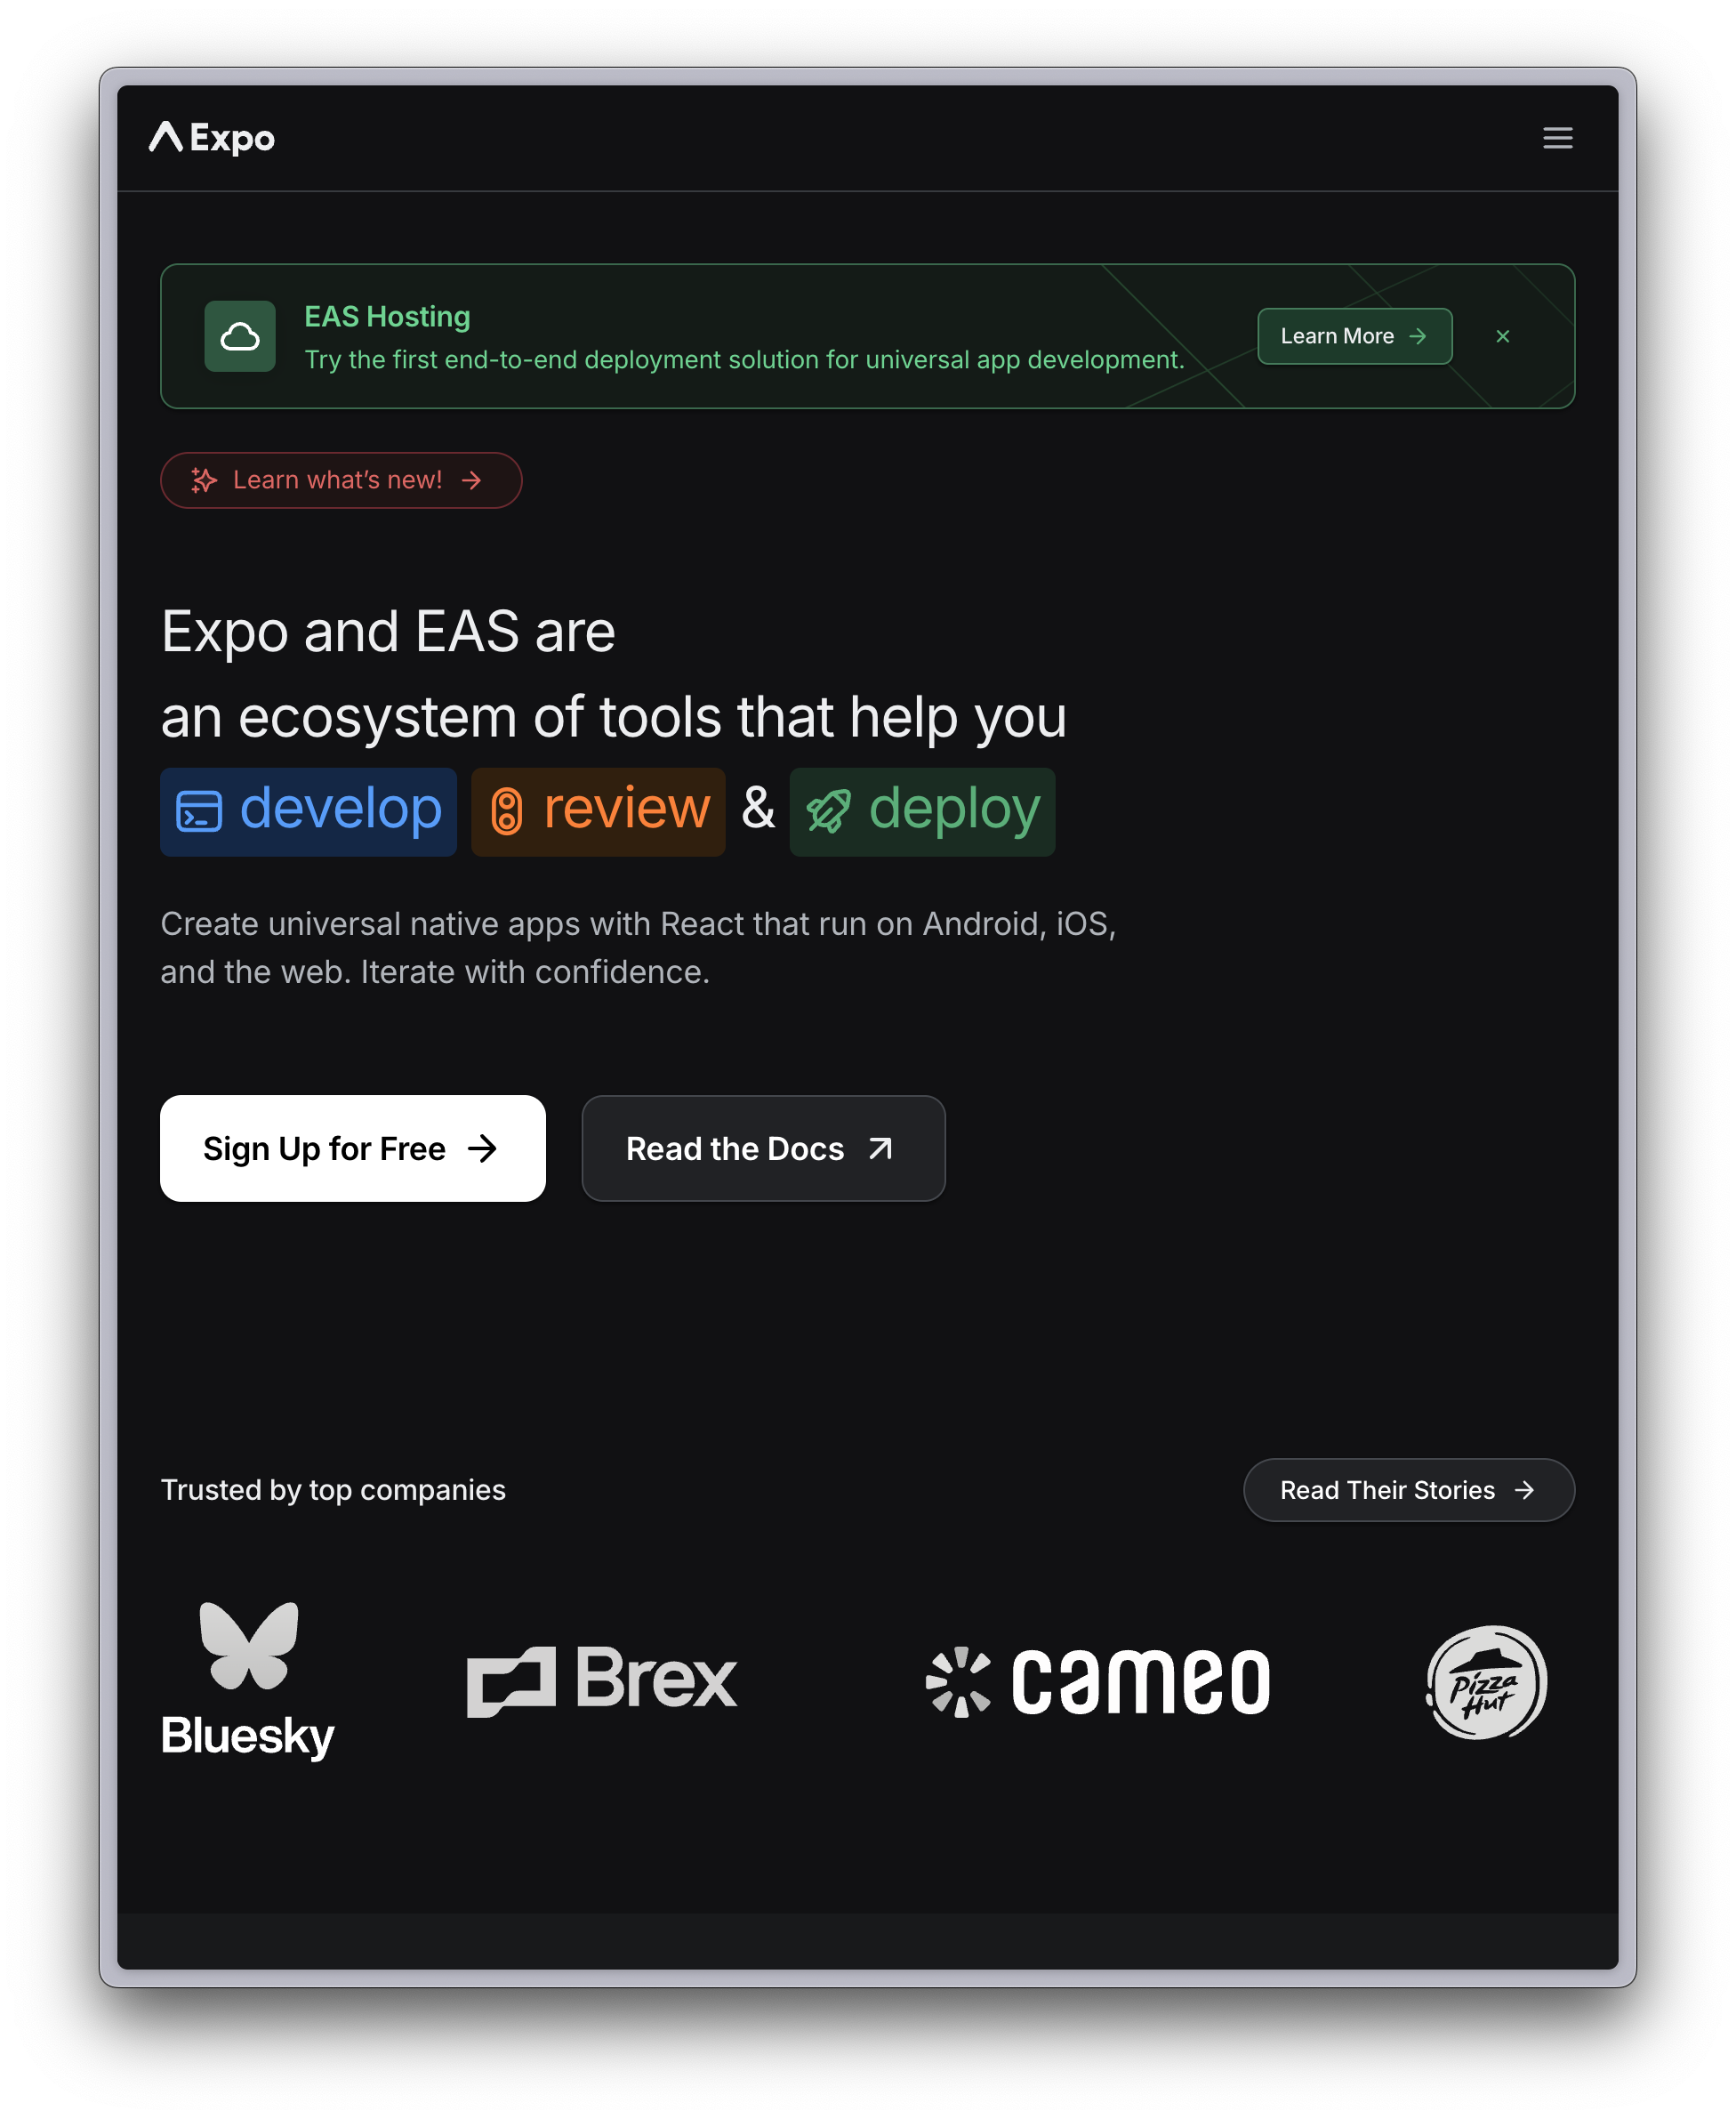 Expo
EAS Hosting
Try the first end-to-end deployment solution for universal app development.
Learn More
Learn what’s new!
Expo and EAS are
an ecosystem of tools that help you
develop review & deploy
Create universal native apps with React that run on Android, iOS,
and the web. Iterate with confidence.
Sign Up for Free
Read the Docs
Trusted by top companies
Read Their Stories
Bluesky
Brex
cameo
Pizza
Hut